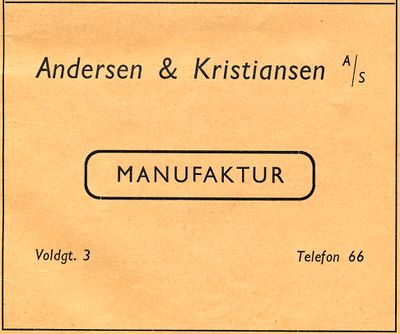 Andersen & Kristiansen A/S
MANUFAKTUR
Voldgt. 3 Telefon 66